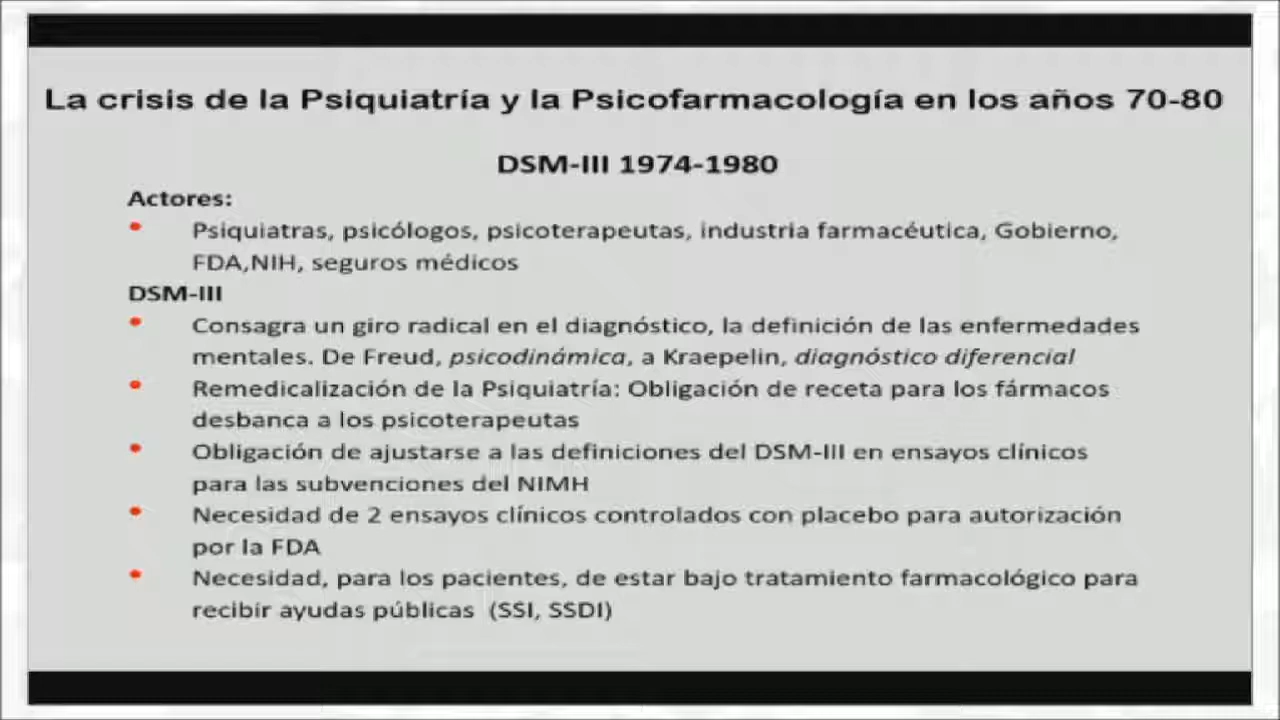 La crisis de la Psiquiatría y la Psicofarmacología en los años 70-80
DSM-III 1974-1980
Actores:
Psiquiatras, psicólogos, psicoterapeutas, industria farmacéutica, Gobierno,
FDA,NIH, seguros médicos
DSM-III
Consagra un giro radical en el diagnóstico, la definición de las enfermedades
mentales. De Freud, psicodinámica, a Kraepelin, diagnóstico diferencial
Remedicalización de la Psiquiatría: Obligación de receta para los fármacos
desbanca a los psicoterapeutas
Obligación de ajustarse a las definiciones del DSM-III en ensayos clínicos
para las subvenciones del NIMH
Necesidad de 2 ensayos clínicos controlados con placebo para autorización
por la FDA
Necesidad, para los pacientes, de estar bajo tratamiento farmacológico para
recibir ayudas públicas (SSI, SSDI)